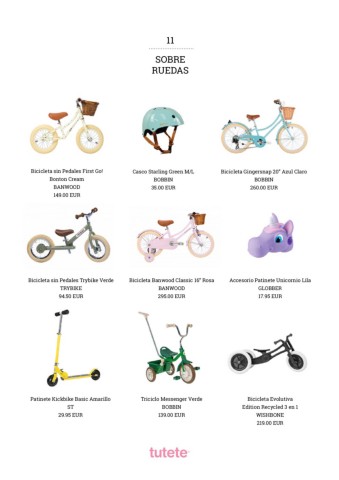 11
SOBRE
RUEDAS
Bicicleta sin Pedales First Go!
Bonton Cream
BANWOOD
149.00 EUR
Casco Starling Green M/L
BOBBIN
35.00 EUR
Bicicleta Gingersnap 20" Azul Claro
BOBBIN
260.00 EUR
Bicicleta sin Pedales Trybike Verde
TRYBIKE
94.50 EUR
Bicicleta Banwood Classic 16" Rosa
BANWOOD
295.00 EUR
Accesorio Patinete Unicornio Lila
GLOBBER
17.95 EUR
Patinete Kickbike Basic Amarillo
ST
29.95 EUR
Triciclo Messenger Verde
BOBBIN
139.00 EUR
Bicicleta Evolutiva
Edition Recycled 3 en 1
WISHBONE
219.00 EUR
tutete